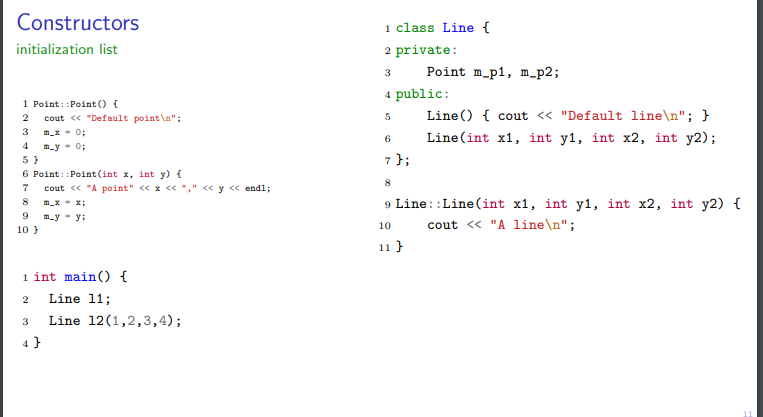 Constructors
initialization list
1 Point::Point() {
2 cout << "Default point\n";
3 m_x = 0;
4 m_y = 0;
5 }
6 Point::Point(int x, int y) {
7 cout << "A point" << x << "," << y << endl;
8 m_x = x;
9 m_y = y;
10 }
1 int main() {
2 Line l1;
3 Line l2(1,2,3,4);
4 }
1 class Line {
2 private:
3 Point m_p1, m_p2;
4 public:
5 Line() { cout << "Default line\n"; }
6 Line(int x1, int y1, int x2, int y2);
7 };
8
9 Line::Line(int x1, int y1, int x2, int y2) {
10 cout << "A line\n";
11 }
11